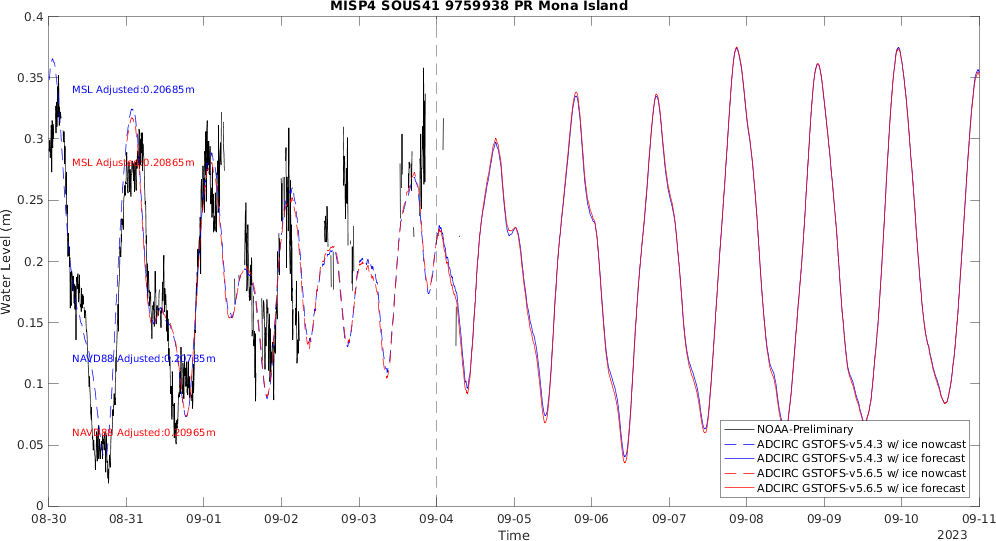 MISP4 SOUS41 9759938 PR Mona Island
Water Level (m)
0.4
0.35
0.3
0.25
0.2
0.15
0.1
0.05
0
MSL Adjusted:0.20685m
MSL Adjusted:0.20865m
NAVD88 Adjusted:0.20785m
NAVD88 Adjusted:0.20965m
NOAA-Preliminary
ADCIRC GSTOFS-v5.4.3 w/ ice nowcast
ADCIRC GSTOFS-v5.4.3 w/ ice forecast
ADCIRC GSTOFS-v5.6.5 w/ ice nowcast
ADCIRC GSTOFS-v5.6.5 w/ ice forecast
08-30 08-31 09-01 09-02 09-03 09-04 09-05 09-06 09-07 09-08 09-09 09-10 09-11
Time
2023